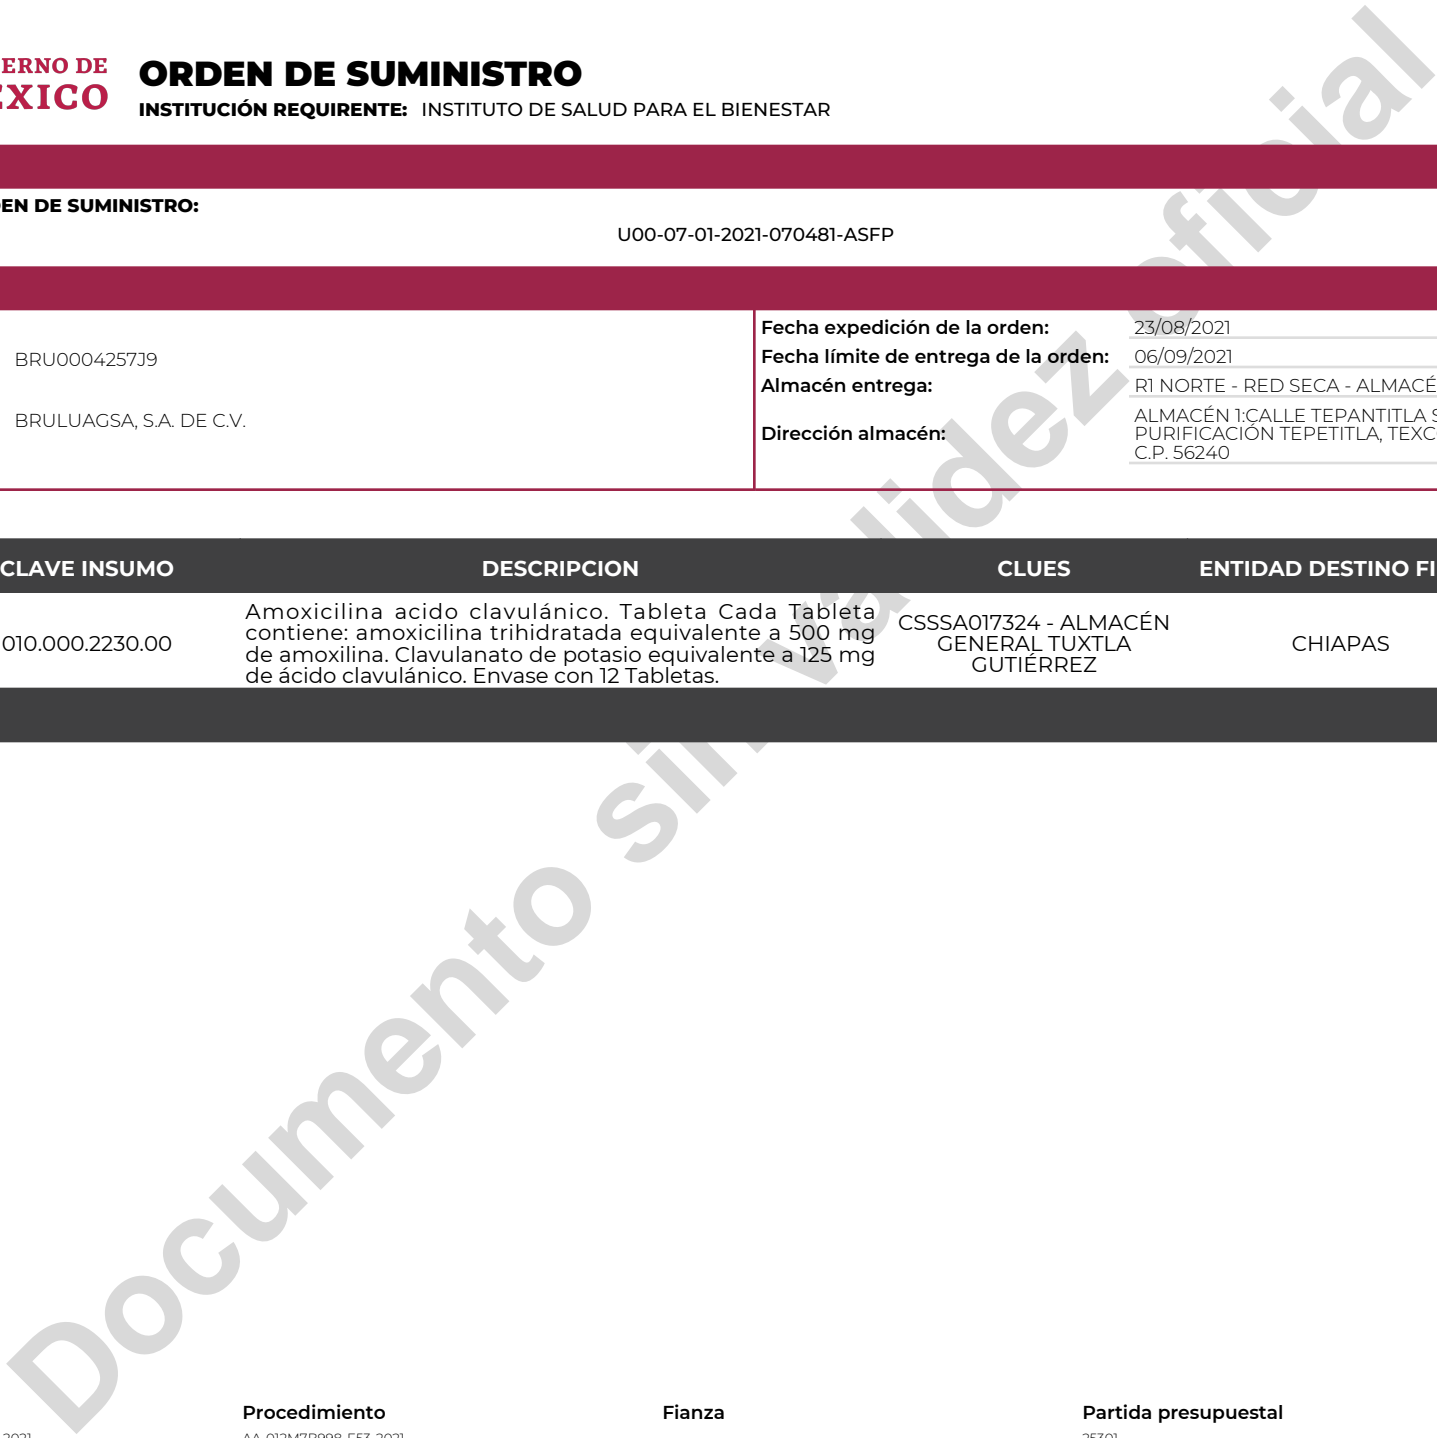 ERNO DE
EXICO
ORDEN DE SUMINISTRO
INSTITUCIÓN REQUIRENTE: INSTITUTO DE SALUD PARA EL BIENESTAR
EN DE SUMINISTRO:
U00-07-01-2021-070481-ASFP
BRU0004257J9
BRULUAGSA, S.A. DE C.V.
Fecha expedición de la orden: 23/08/2021
Fecha límite de entrega de la orden: 06/09/2021
Almacén entrega: R1 NORTE - RED SECA - ALMACÉ
Dirección almacén: ALMACÉN 1:CALLE TEPANTITLA S
PURIFICACIÓN TEPETITLA, TEXC
C.P. 56240
CLAVE INSUMO DESCRIPCION CLUES ENTIDAD DESTINO FI
010.000.2230.00
Amoxicilina acido clavulánico. Tableta Cada Tableta
contiene: amoxicilina trihidratada equivalente a 500 mg
de amoxilina. Clavulanato de potasio equivalente a 125 mg
de ácido clavulánico. Envase con 12 Tabletas.
CSSSA017324 - ALMACÉN
GENERAL TUXTLA
GUTIÉRREZ
CHIAPAS
Documento sin validez oficial
Procedimiento Fianza Partida presupuestal